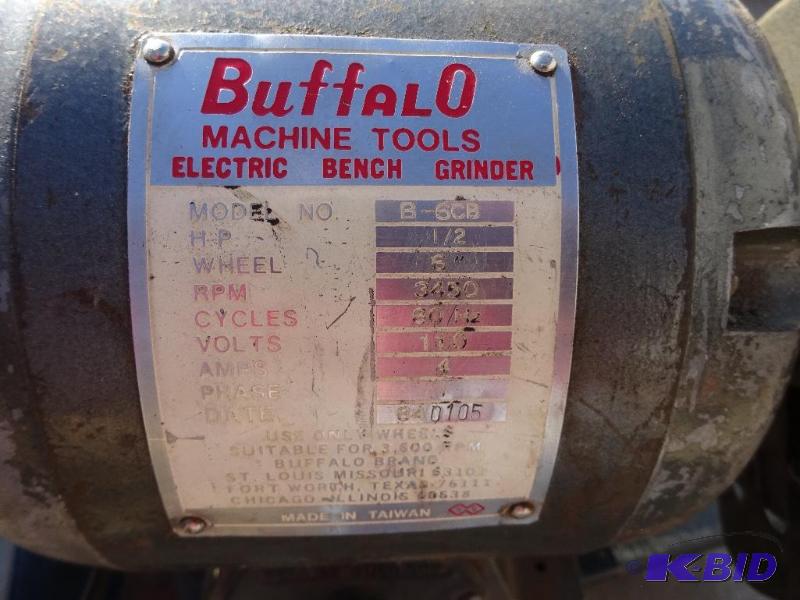 BuffaLO
MACHINE TOOLS
ELECTRIC BENCH GRINDER
MODEL NO B-6CB
H.P 1/2
WHEEL 6"
RPM 3450
CYCLES 60/Hz
VOLTS 110
AMPS 4
PHASE
DATE 840105
USE ONLY WHEELS
SUITABLE FOR 3,600 RPM
BUFFALO BRAND
ST. LOUIS MISSOURI
FORT WORTH, TEXAS 76111
CHICAGO ILLINOIS 60638
MADE IN TAIWAN
K-BID